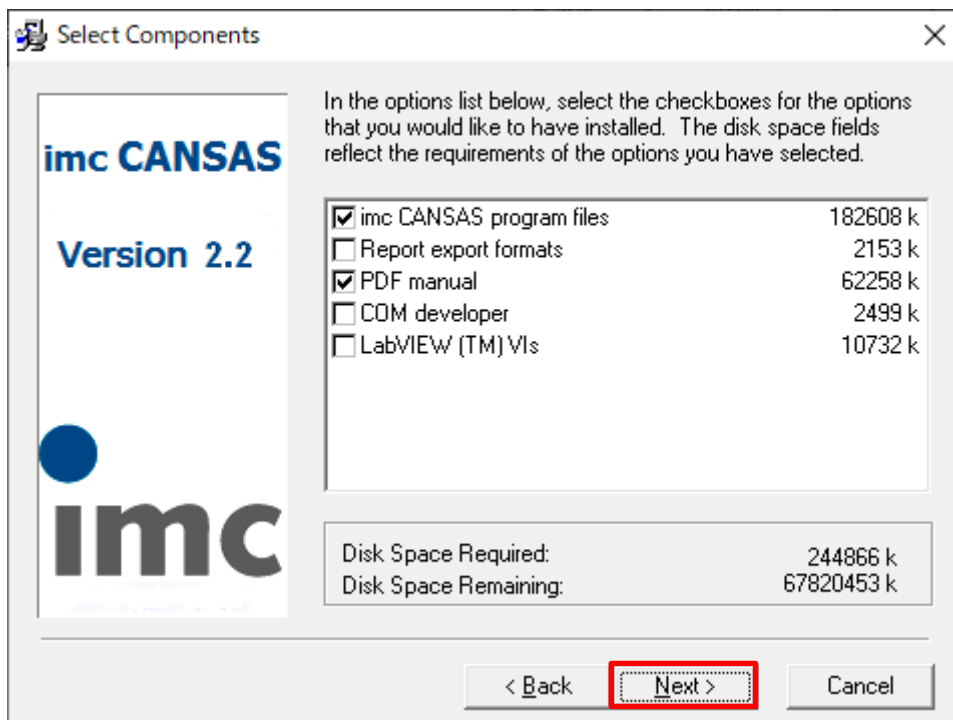 Select Components
In the options list below, select the checkboxes for the options
that you would like to have installed.  The disk space fields
reflect the requirements of the options you have selected.
imc CANSAS
Version 2.2
imc
imc CANSAS program files 182608 k
Report export formats 2153 k
PDF manual 62258 k
COM developer 2499 k
LabVIEW (TM) VIs 10732 k
Disk Space Required: 244866 k
Disk Space Remaining: 67820453 k
< Back Next > Cancel